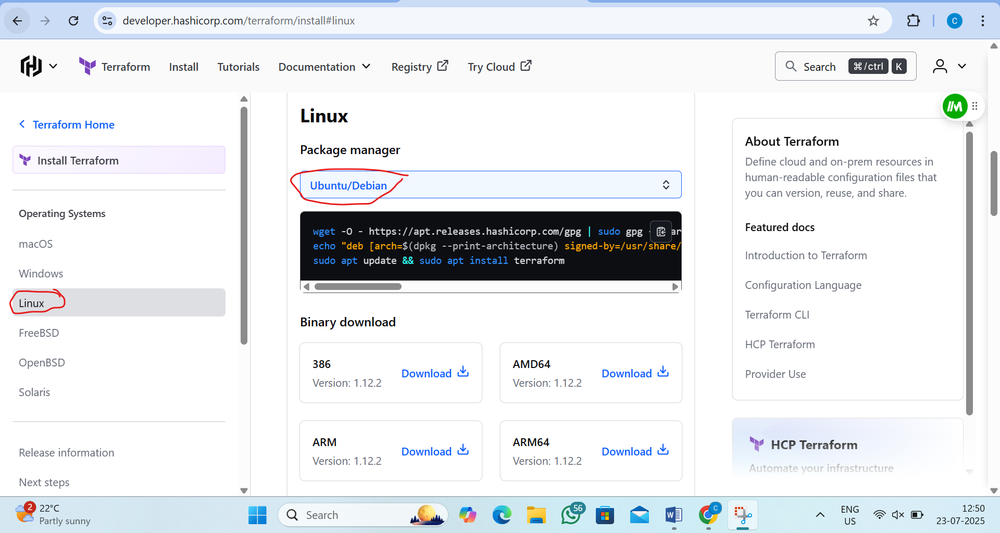 developer.hashicorp.com/terraform/install#linux
C
Terraform
Install
Tutorials
Documentation
Registry
Try Cloud
Search
⌘/ctrl
K
Terraform Home
Install Terraform
Operating Systems
macOS
Windows
Linux
FreeBSD
OpenBSD
Solaris
Release information
Next steps
Linux
Package manager
Ubuntu/Debian
wget -O - https://apt.releases.hashicorp.com/gpg | sudo gpg
echo "deb [arch=$(dpkg --print-architecture) signed-by=/usr/share/
sudo apt update && sudo apt install terraform
Binary download
386
Version: 1.12.2
Download
AMD64
Version: 1.12.2
Download
ARM
Version: 1.12.2
Download
ARM64
Version: 1.12.2
Download
About Terraform
Define cloud and on-prem resources in
human-readable configuration files that
you can version, reuse, and share.
Featured docs
Introduction to Terraform
Configuration Language
Terraform CLI
HCP Terraform
Provider Use
HCP Terraform
Automate your infrastructure
2
22°C
Partly sunny
Search
56
W
C
ENG
US
12:50
23-07-2025